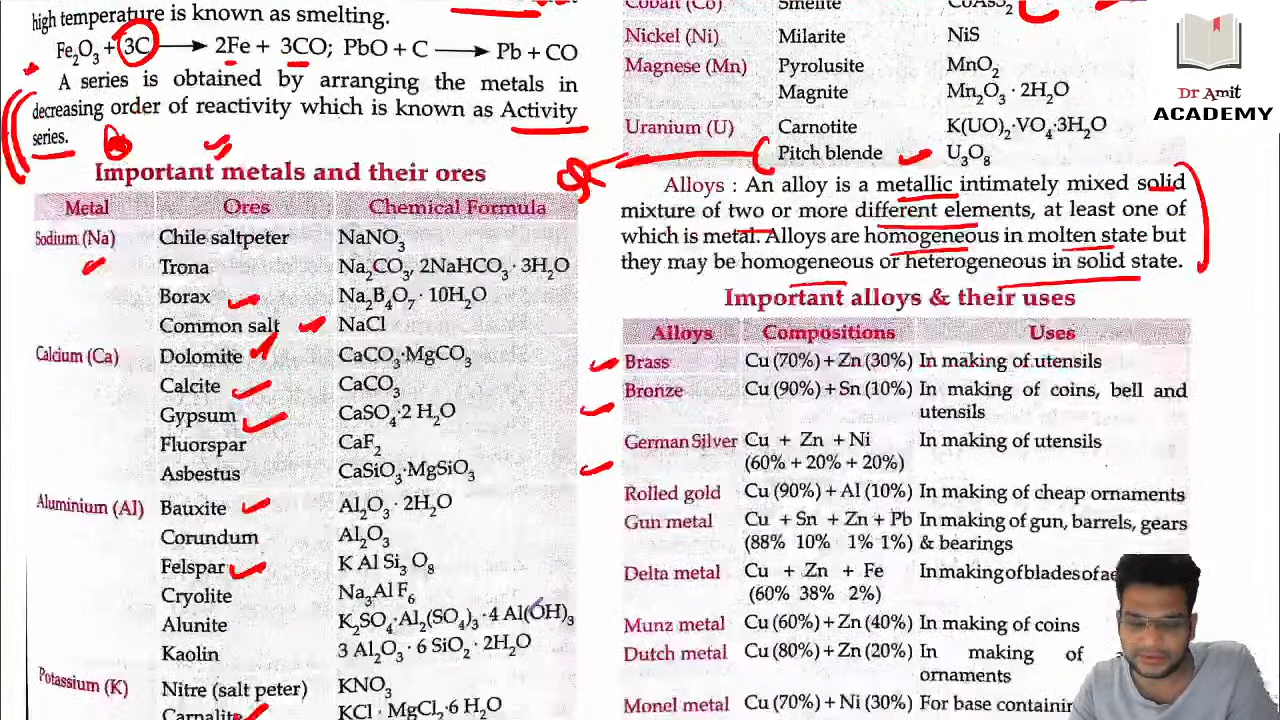 high temperature is known as smelting.
Fe₂O₃ + 3C ⟶ 2Fe + 3CO; PbO + C ⟶ Pb + CO
A series is obtained by arranging the metals in
decreasing order of reactivity which is known as Activity
series.
Important metals and their ores
Metal Ores Chemical Formula
Sodium (Na) Chile saltpeter NaNO₃
Trona Na₂CO₃, 2NaHCO₃ · 3H₂O
Borax Na₂B₄O₇ · 10H₂O
Common salt NaCl
Calcium (Ca) Dolomite CaCO₃·MgCO₃
Calcite CaCO₃
Gypsum CaSO₄·2 H₂O
Fluorspar CaF₂
Asbestus CaSiO₃·MgSiO₃
Aluminium (Al) Bauxite Al₂O₃ · 2H₂O
Corundum Al₂O₃
Felspar K Al Si₃ O₈
Cryolite Na₃Al F₆
Alunite K₂SO₄·Al₂(SO₄)₃ · 4 Al(OH)₃
Kaolin 3 Al₂O₃ · 6 SiO₂ · 2H₂O
Potassium (K) Nitre (salt peter) KNO₃
Carnalite KCl · MgCl₂·6 H₂O
Cobalt (Co) Smelite CoAsS₂
Nickel (Ni) Milarite NiS
Magnese (Mn) Pyrolusite MnO₂
Magnite Mn₂O₃ · 2H₂O
Uranium (U) Carnotite K(UO)₂·VO₄·3H₂O
Pitch blende U₃O₈
Alloys : An alloy is a metallic intimately mixed solid
mixture of two or more different elements, at least one of
which is metal. Alloys are homogeneous in molten state but
they may be homogeneous or heterogeneous in solid state.
Important alloys & their uses
Alloys Compositions Uses
Brass Cu (70%) + Zn (30%) In making of utensils
Bronze Cu (90%) + Sn (10%) In making of coins, bell and
utensils
German Silver Cu + Zn + Ni In making of utensils
(60% + 20% + 20%)
Rolled gold Cu (90%) + Al (10%) In making of cheap ornaments
Gun metal Cu + Sn + Zn + Pb In making of gun, barrels, gears
(88% 10% 1% 1%) & bearings
Delta metal Cu + Zn + Fe In making of blades of
(60% 38% 2%)
Munz metal Cu (60%) + Zn (40%) In making of coins
Dutch metal Cu (80%) + Zn (20%) In making of
ornaments
Monel metal Cu (70%) + Ni (30%) For base
Dr Amit
ACADEMY